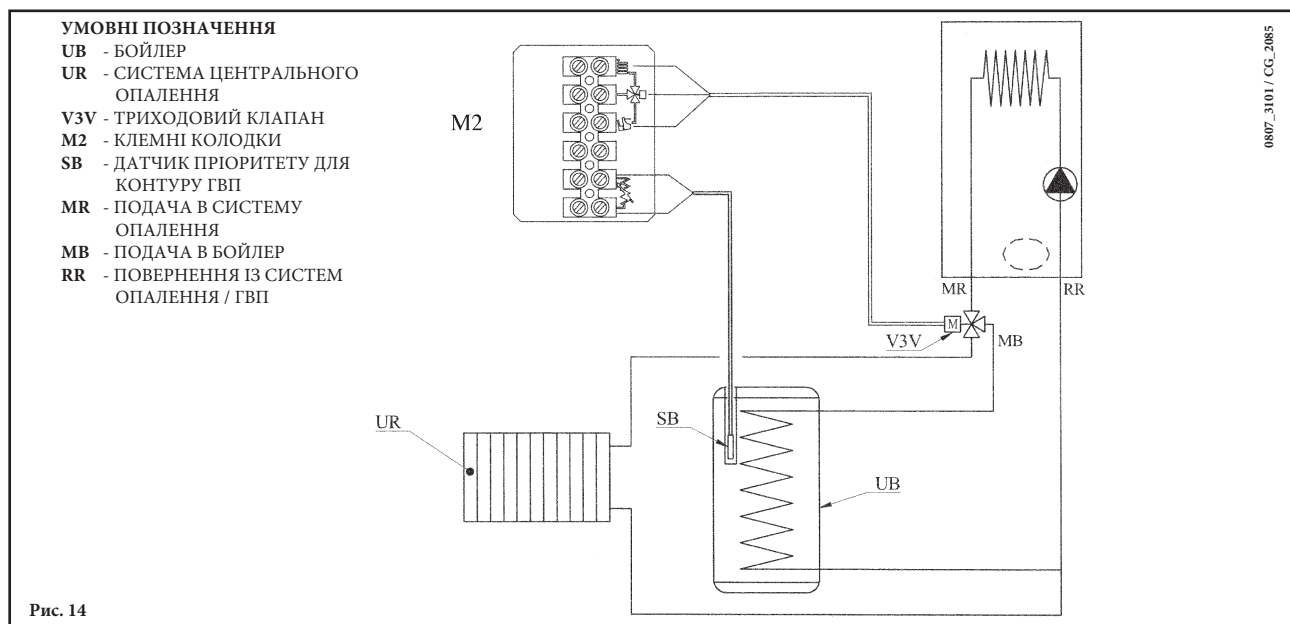 УМОВНІ ПОЗНАЧЕННЯ
UB - БОЙЛЕР
UR - СИСТЕМА ЦЕНТРАЛЬНОГО
ОПАЛЕННЯ
V3V - ТРИХОДОВИЙ КЛАПАН
M2 - КЛЕМНІ КОЛОДКИ
SB - ДАТЧИК ПРІОРИТЕТУ ДЛЯ
КОНТУРУ ГВП
MR - ПОДАЧА В СИСТЕМУ
ОПАЛЕННЯ
MB - ПОДАЧА В БОЙЛЕР
RR - ПОВЕРНЕННЯ ІЗ СИСТЕМ
ОПАЛЕННЯ / ГВП
M2
0807_3101 / CG_2085
MR
RR
M
V3V
MB
UR
SB
UB
Рис. 14